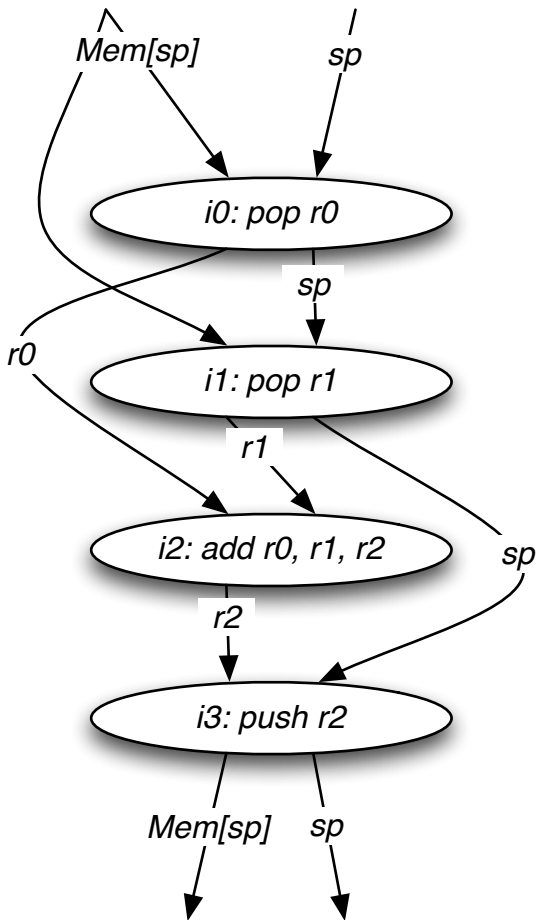 Mem[sp]
sp
i0: pop r0
sp
r0
i1: pop r1
r1
i2: add r0, r1, r2
sp
r2
i3: push r2
Mem[sp]
sp